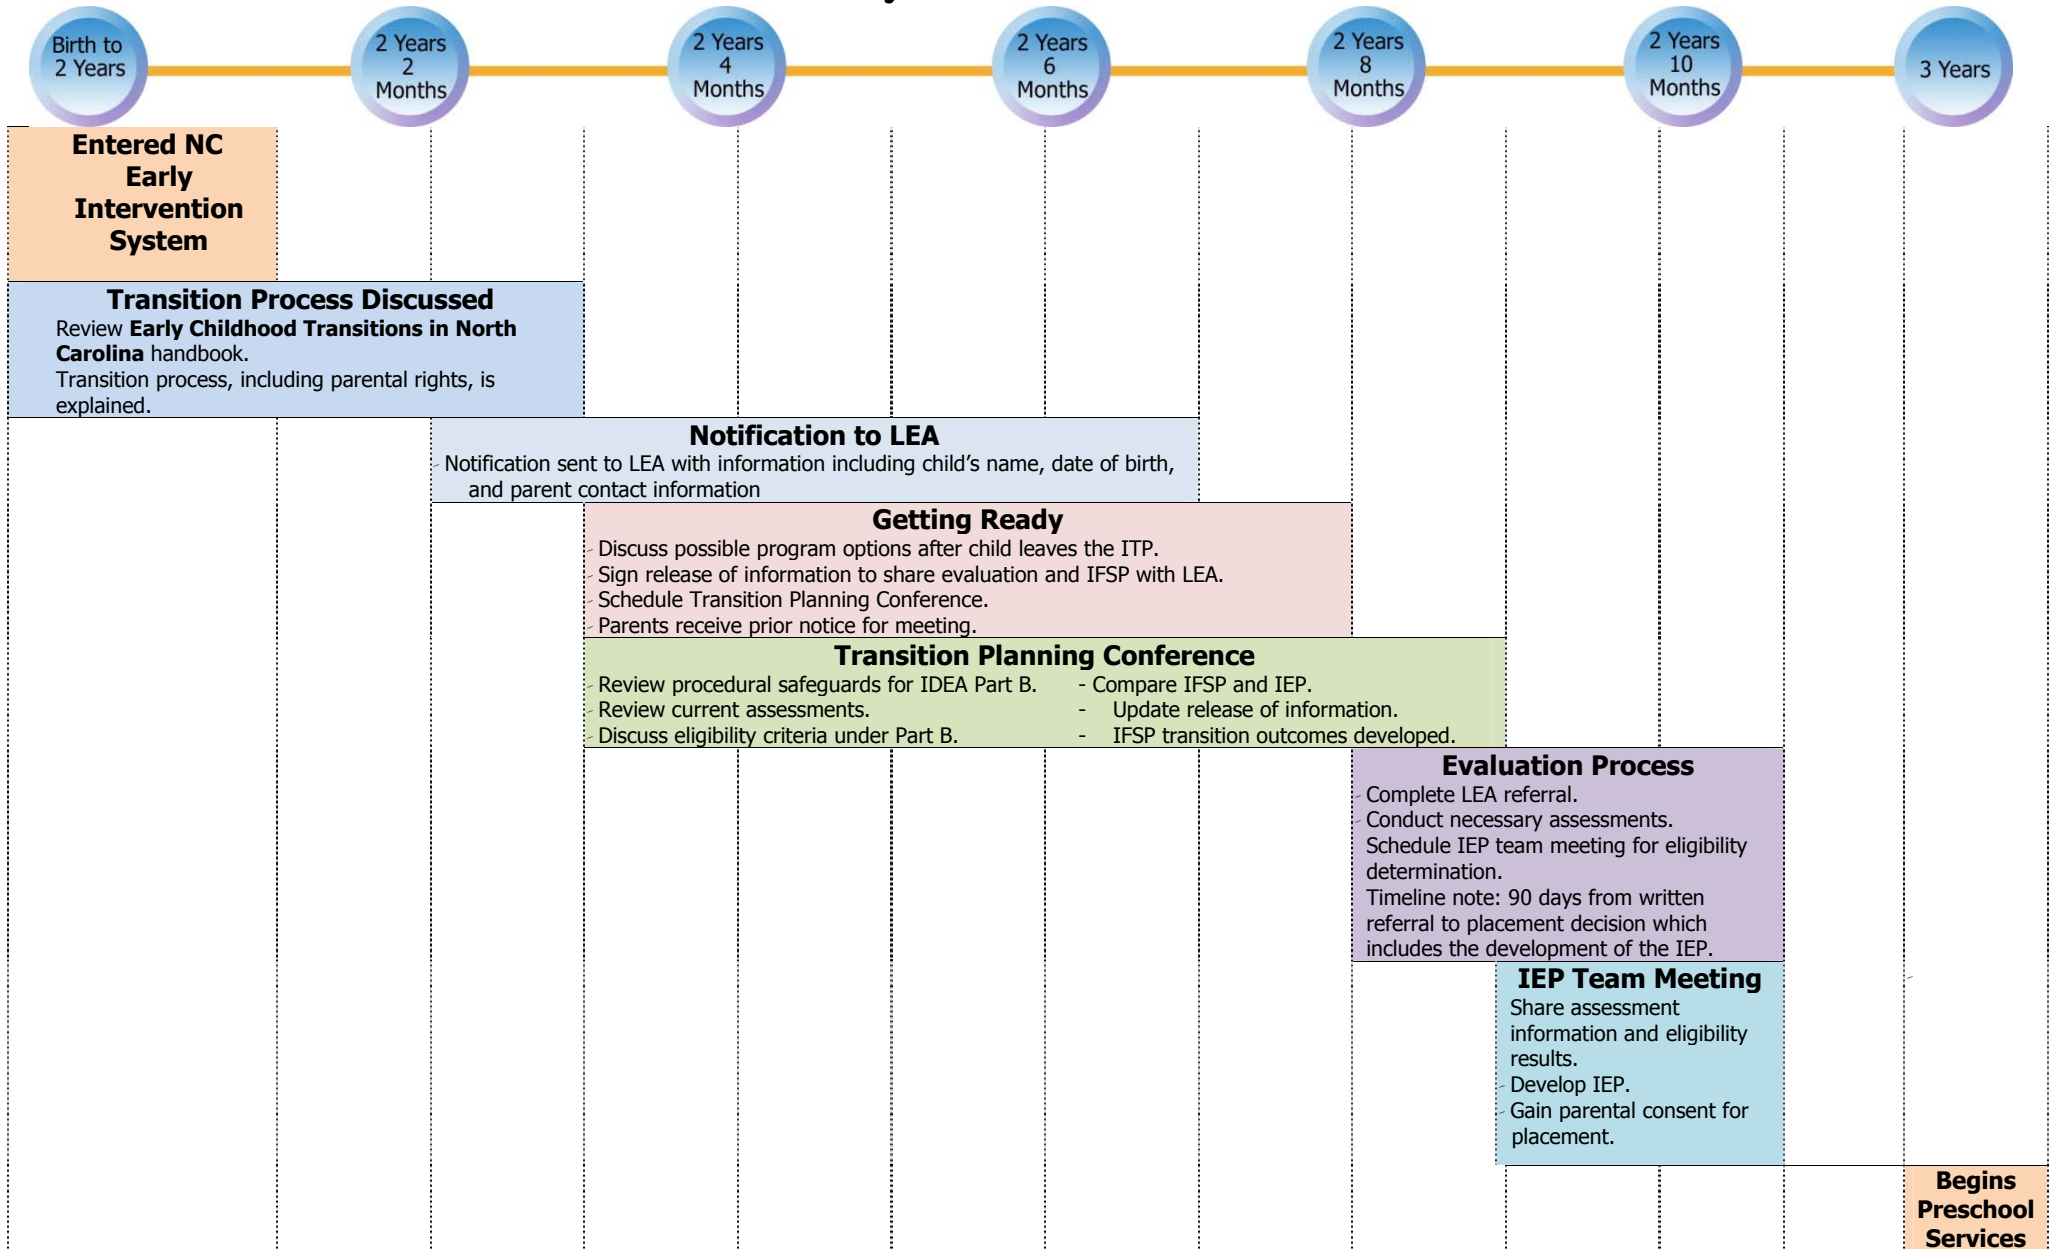 Birth to
2 Years
2 Years
2
Months
2 Years
4
Months
2 Years
6
Months
2 Years
8
Months
2 Years
10
Months
3 Years
Entered NC
Early
Intervention
System
Transition Process Discussed
Review Early Childhood Transitions in North
Carolina handbook.
Transition process, including parental rights, is
explained.
Notification to LEA
- Notification sent to LEA with information including child’s name, date of birth,
and parent contact information
Getting Ready
- Discuss possible program options after child leaves the ITP.
- Sign release of information to share evaluation and IFSP with LEA.
- Schedule Transition Planning Conference.
- Parents receive prior notice for meeting.
Transition Planning Conference
- Review procedural safeguards for IDEA Part B. - Compare IFSP and IEP.
- Review current assessments. - Update release of information.
- Discuss eligibility criteria under Part B. - IFSP transition outcomes developed.
Evaluation Process
- Complete LEA referral.
- Conduct necessary assessments.
Schedule IEP team meeting for eligibility
determination.
Timeline note: 90 days from written
referral to placement decision which
includes the development of the IEP.
IEP Team Meeting
Share assessment
information and eligibility
results.
- Develop IEP.
- Gain parental consent for
placement.
Begins
Preschool
Services